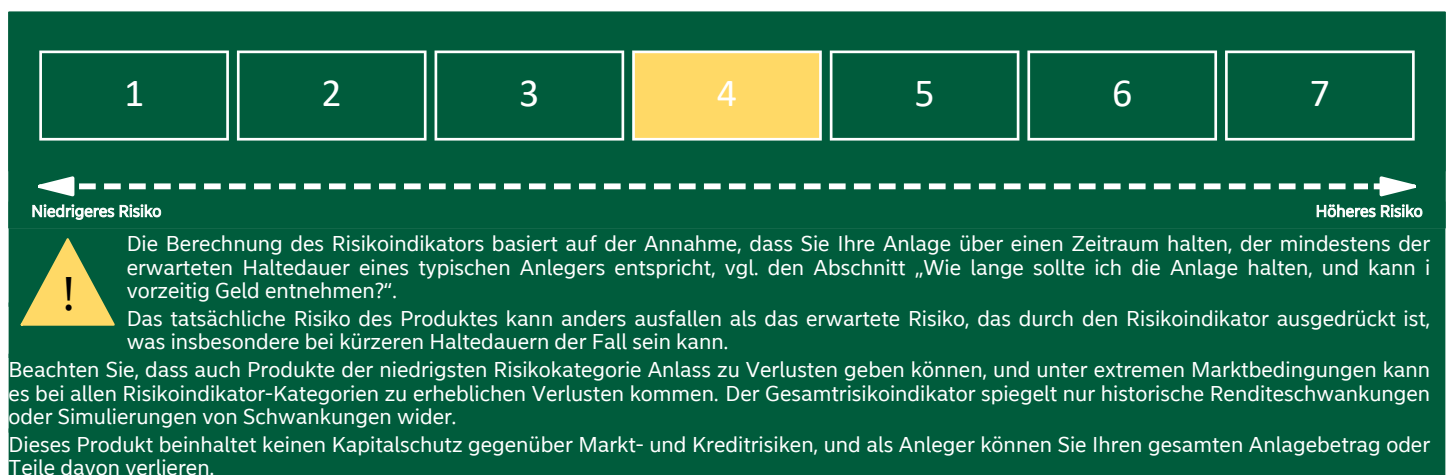 1 2 3 4 5 6 7
Niedrigeres Risiko Höheres Risiko
Die Berechnung des Risikoindikators basiert auf der Annahme, dass Sie Ihre Anlage über einen Zeitraum halten, der mindestens der
erwarteten Haltedauer eines typischen Anlegers entspricht, vgl. den Abschnitt „Wie lange sollte ich die Anlage halten, und kann i
! vorzeitig Geld entnehmen?“.
Das tatsächliche Risiko des Produktes kann anders ausfallen als das erwartete Risiko, das durch den Risikoindikator ausgedrückt ist,
was insbesondere bei kürzeren Haltedauern der Fall sein kann.
Beachten Sie, dass auch Produkte der niedrigsten Risikokategorie Anlass zu Verlusten geben können, und unter extremen Marktbedingungen kann
es bei allen Risikoindikator-Kategorien zu erheblichen Verlusten kommen. Der Gesamtrisikoindikator spiegelt nur historische Renditeschwankungen
oder Simulierungen von Schwankungen wider.
Dieses Produkt beinhaltet keinen Kapitalschutz gegenüber Markt- und Kreditrisiken, und als Anleger können Sie Ihren gesamten Anlagebetrag oder
Teile davon verlieren.